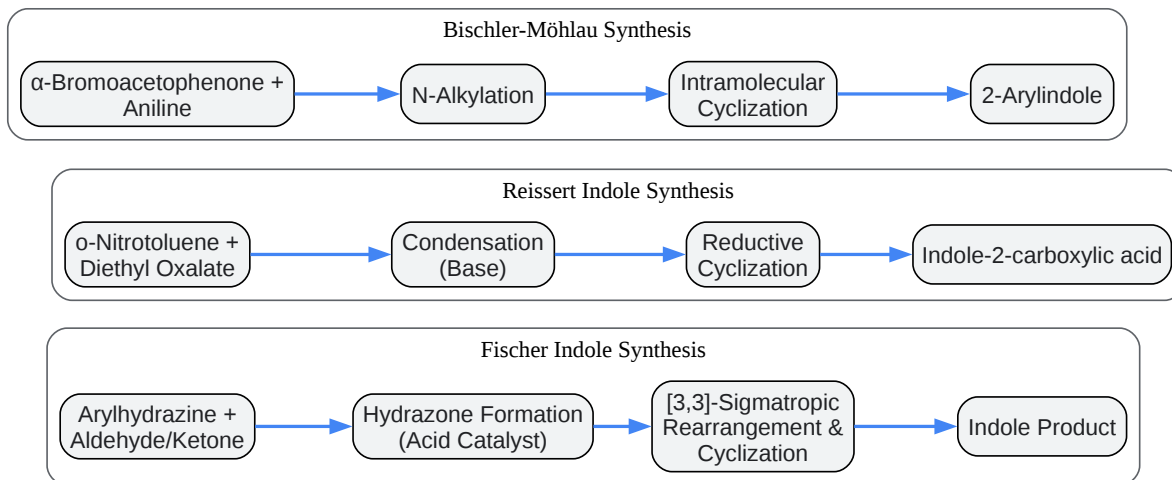 Bischler-Möhlau Synthesis
α-Bromoacetophenone +
Aniline
N-Alkylation
Intramolecular
Cyclization
2-Arylindole
Reissert Indole Synthesis
o-Nitrotoluene +
Diethyl Oxalate
Condensation
(Base)
Reductive
Cyclization
Indole-2-carboxylic acid
Fischer Indole Synthesis
Arylhydrazine +
Aldehyde/Ketone
Hydrazone Formation
(Acid Catalyst)
[3,3]-Sigmatropic
Rearrangement &
Cyclization
Indole Product